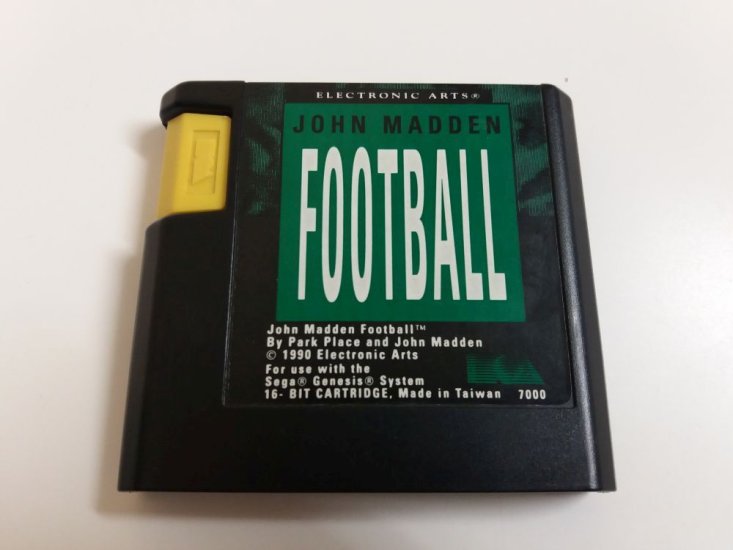 ELECTRONIC ARTS®
JOHN MADDEN
FOOTBALL
John Madden Football™
By Park Place and John Madden
© 1990 Electronic Arts
For use with the
Sega® Genesis® System
16- BIT CARTRIDGE, Made in Taiwan 7000